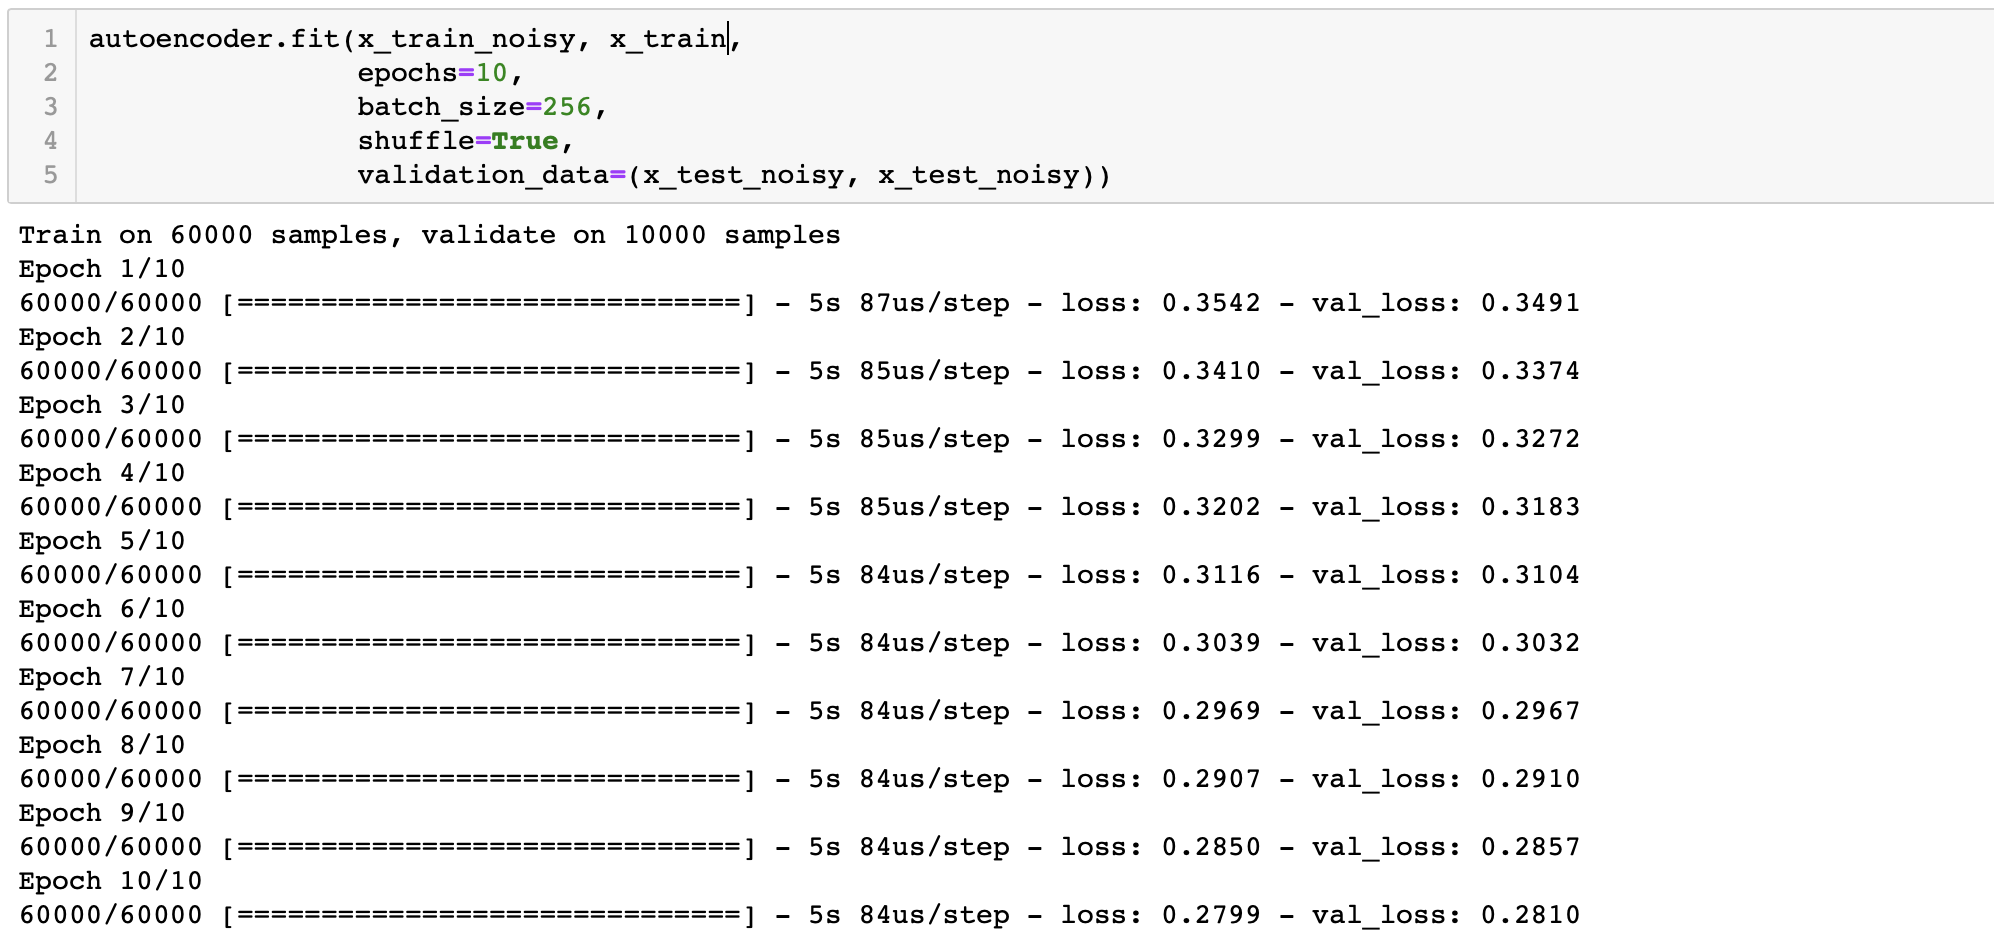 1 autoencoder.fit(x_train_noisy, x_train,
2 epochs=10,
3 batch_size=256,
4 shuffle=True,
5 validation_data=(x_test_noisy, x_test_noisy))
Train on 60000 samples, validate on 10000 samples
Epoch 1/10
60000/60000 [==============================] - 5s 87us/step - loss: 0.3542 - val_loss: 0.3491
Epoch 2/10
60000/60000 [==============================] - 5s 85us/step - loss: 0.3410 - val_loss: 0.3374
Epoch 3/10
60000/60000 [==============================] - 5s 85us/step - loss: 0.3299 - val_loss: 0.3272
Epoch 4/10
60000/60000 [==============================] - 5s 85us/step - loss: 0.3202 - val_loss: 0.3183
Epoch 5/10
60000/60000 [==============================] - 5s 84us/step - loss: 0.3116 - val_loss: 0.3104
Epoch 6/10
60000/60000 [==============================] - 5s 84us/step - loss: 0.3039 - val_loss: 0.3032
Epoch 7/10
60000/60000 [==============================] - 5s 84us/step - loss: 0.2969 - val_loss: 0.2967
Epoch 8/10
60000/60000 [==============================] - 5s 84us/step - loss: 0.2907 - val_loss: 0.2910
Epoch 9/10
60000/60000 [==============================] - 5s 84us/step - loss: 0.2850 - val_loss: 0.2857
Epoch 10/10
60000/60000 [==============================] - 5s 84us/step - loss: 0.2799 - val_loss: 0.2810